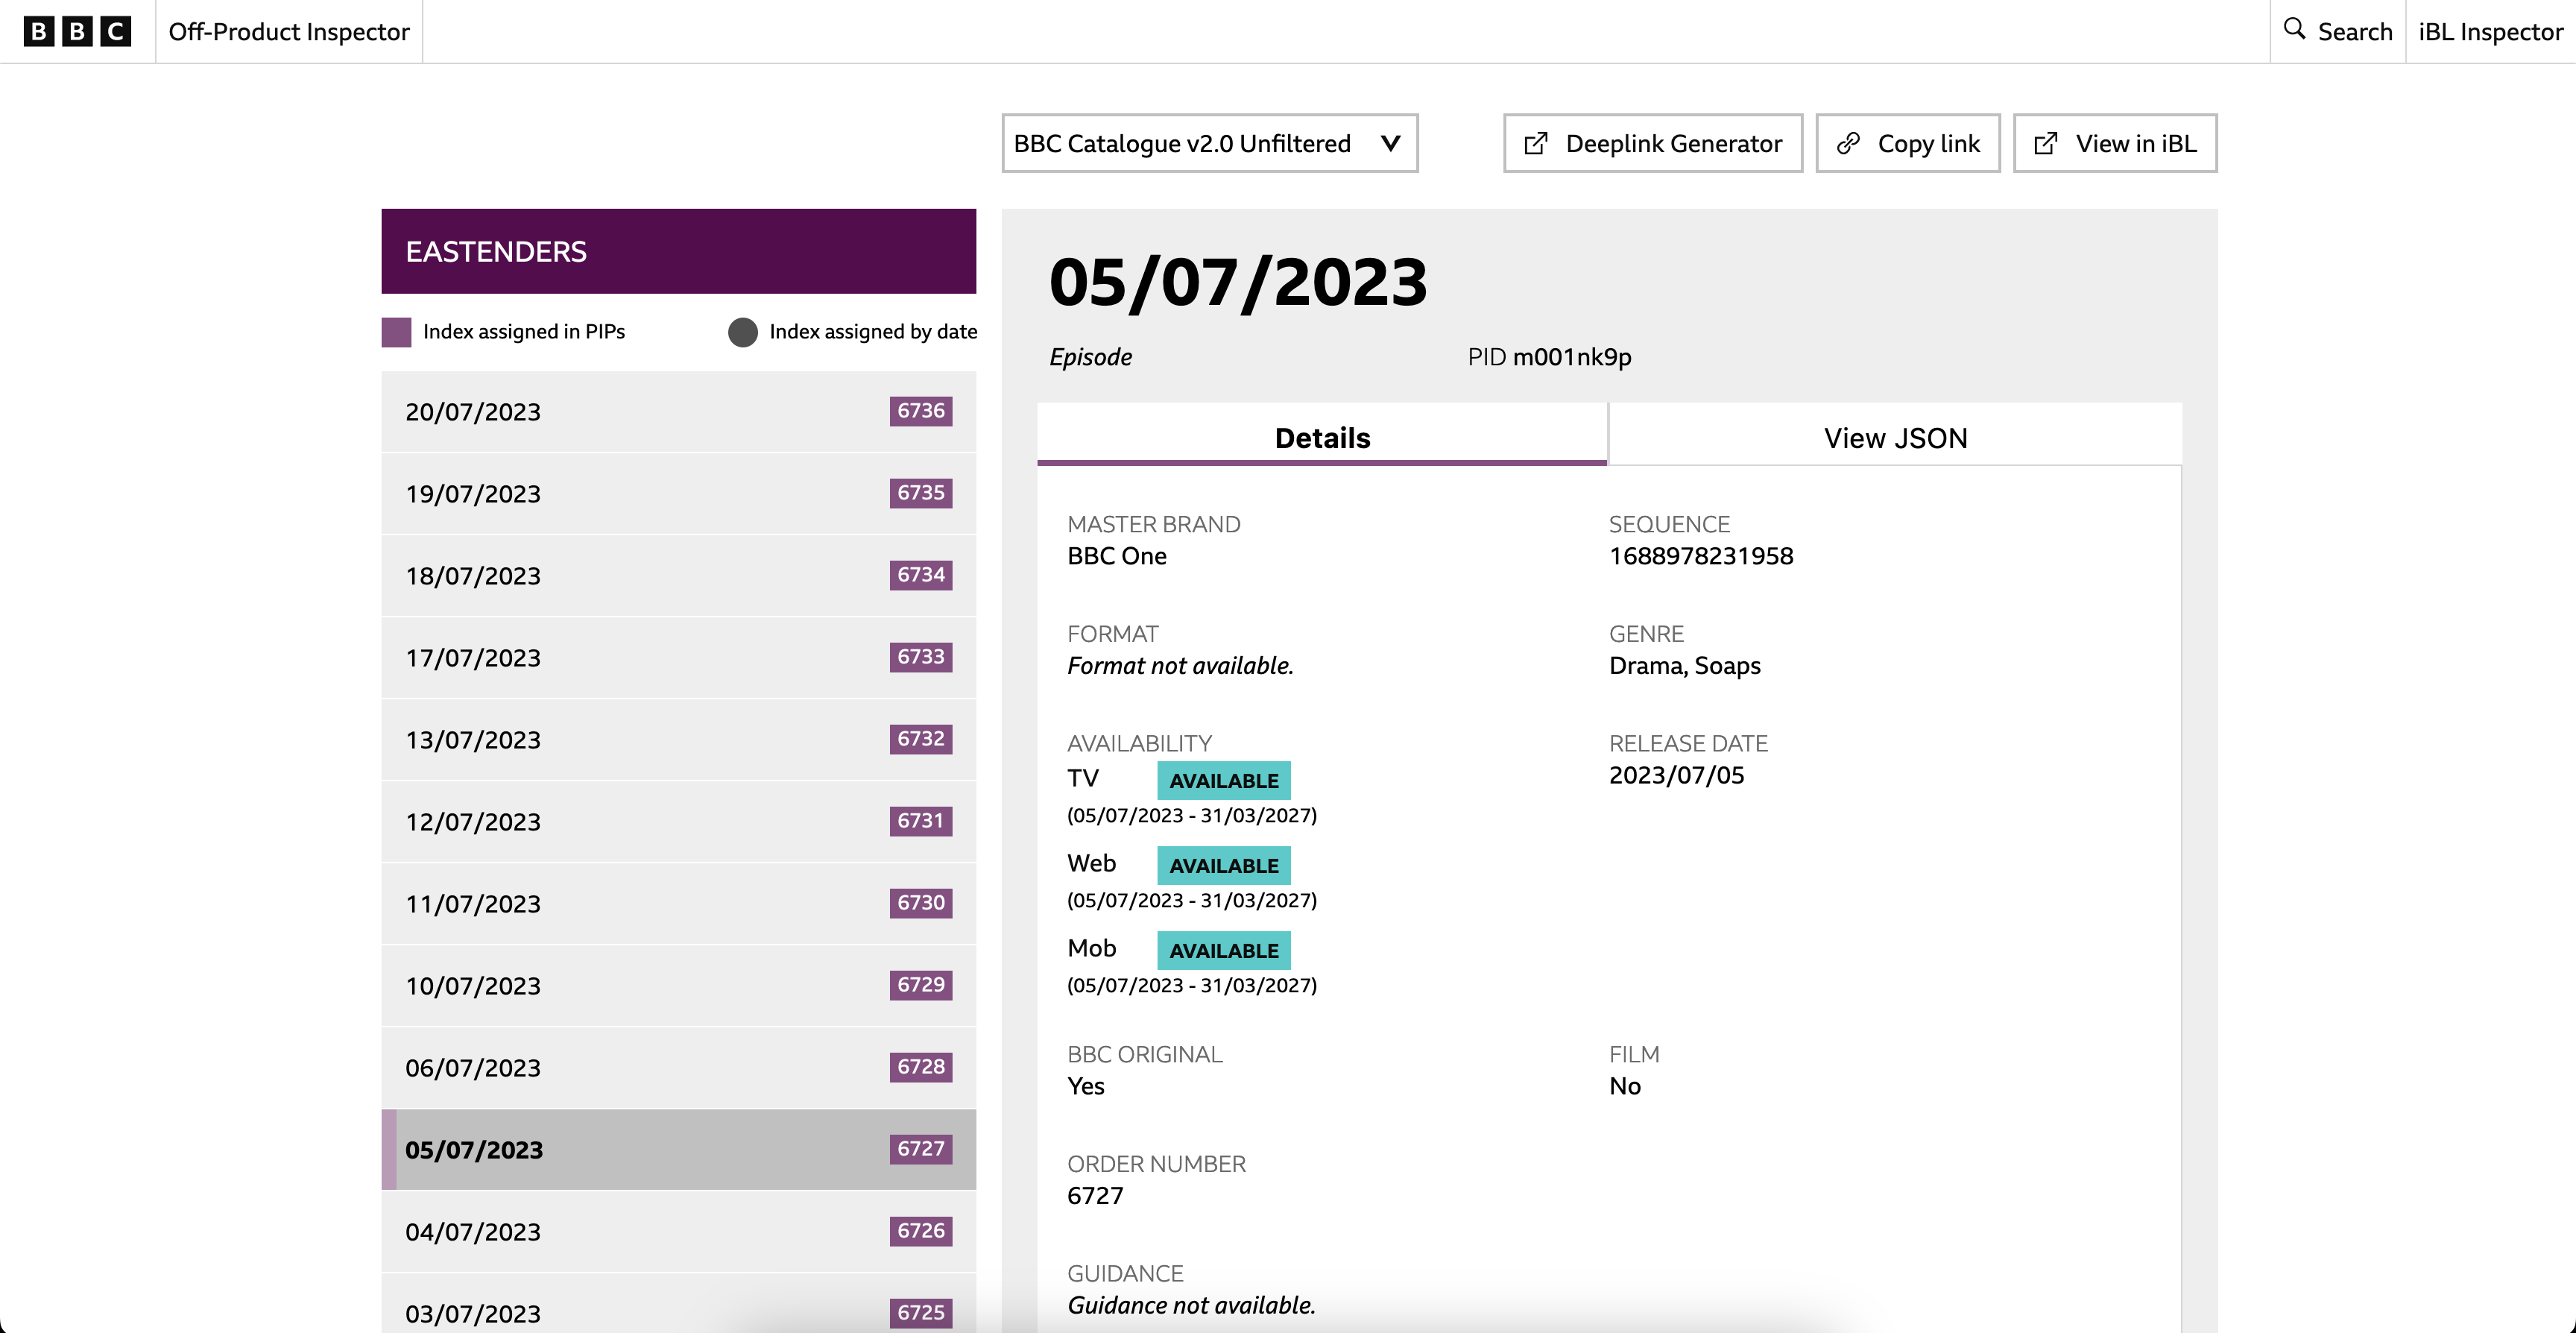 BBC
Off-Product Inspector
Search
iBL Inspector
BBC Catalogue v2.0 Unfiltered
Deeplink Generator
Copy link
View in iBL
EASTENDERS
Index assigned in PIPs
Index assigned by date
20/07/2023 6736
19/07/2023 6735
18/07/2023 6734
17/07/2023 6733
13/07/2023 6732
12/07/2023 6731
11/07/2023 6730
10/07/2023 6729
06/07/2023 6728
05/07/2023 6727
04/07/2023 6726
03/07/2023 6725
05/07/2023
Episode
PID m001nk9p
Details
View JSON
MASTER BRAND
BBC One
SEQUENCE
1688978231958
FORMAT
Format not available.
GENRE
Drama, Soaps
AVAILABILITY
TV AVAILABLE
(05/07/2023 - 31/03/2027)
Web AVAILABLE
(05/07/2023 - 31/03/2027)
Mob AVAILABLE
(05/07/2023 - 31/03/2027)
RELEASE DATE
2023/07/05
BBC ORIGINAL
Yes
FILM
No
ORDER NUMBER
6727
GUIDANCE
Guidance not available.